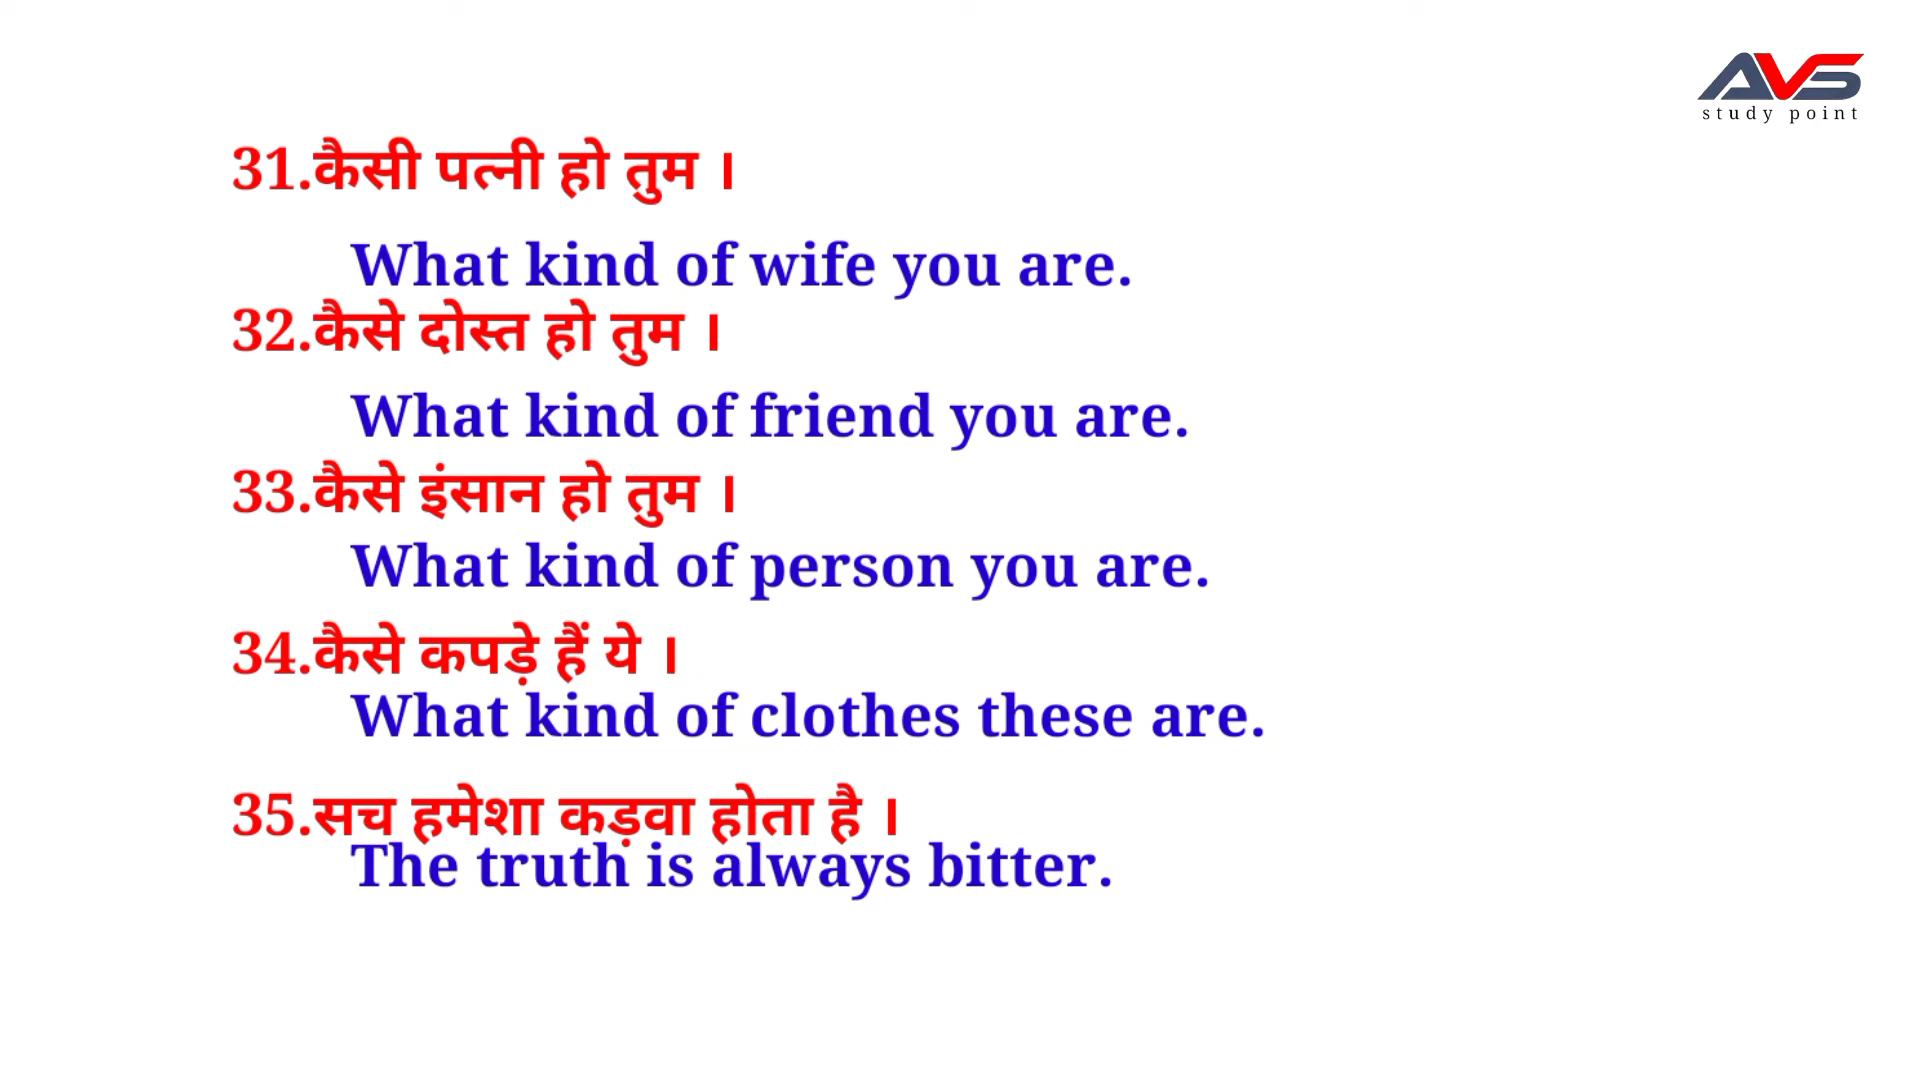 AVS
study point
31.कैसी पत्नी हो तुम ।
What kind of wife you are.
32.कैसे दोस्त हो तुम ।
What kind of friend you are.
33.कैसे इंसान हो तुम ।
What kind of person you are.
34.कैसे कपड़े हैं ये ।
What kind of clothes these are.
35.सच हमेशा कड़वा होता है ।
The truth is always bitter.